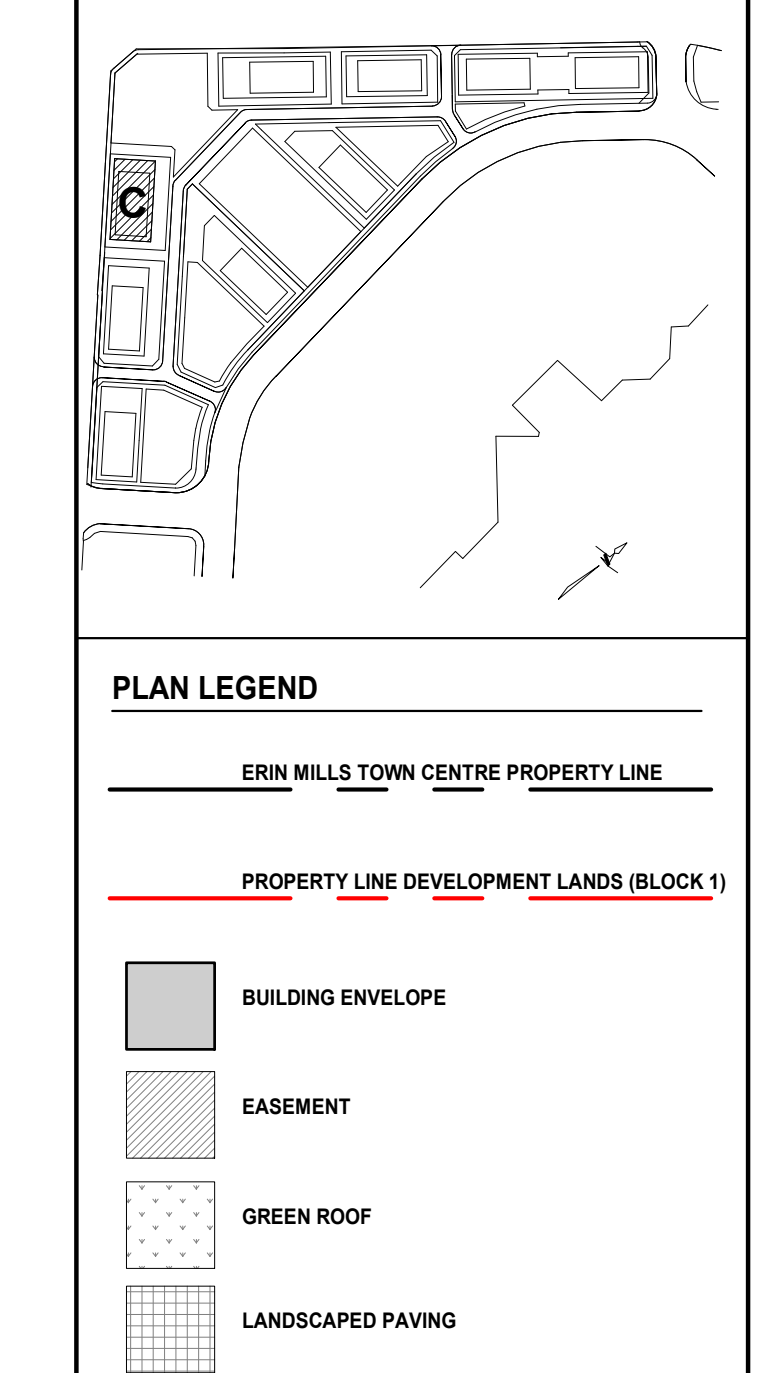 C
N
PLAN LEGEND
ERIN MILLS TOWN CENTRE PROPERTY LINE
PROPERTY LINE DEVELOPMENT LANDS (BLOCK 1)
BUILDING ENVELOPE
EASEMENT
GREEN ROOF
LANDSCAPED PAVING